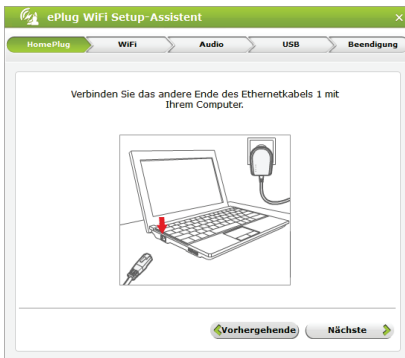 ePlug WiFi Setup-Assistent
HomePlug WiFi Audio USB Beendigung
Verbinden Sie das andere Ende des Ethernetkabels 1 mit
Ihrem Computer.
Vorhergehende Nächste